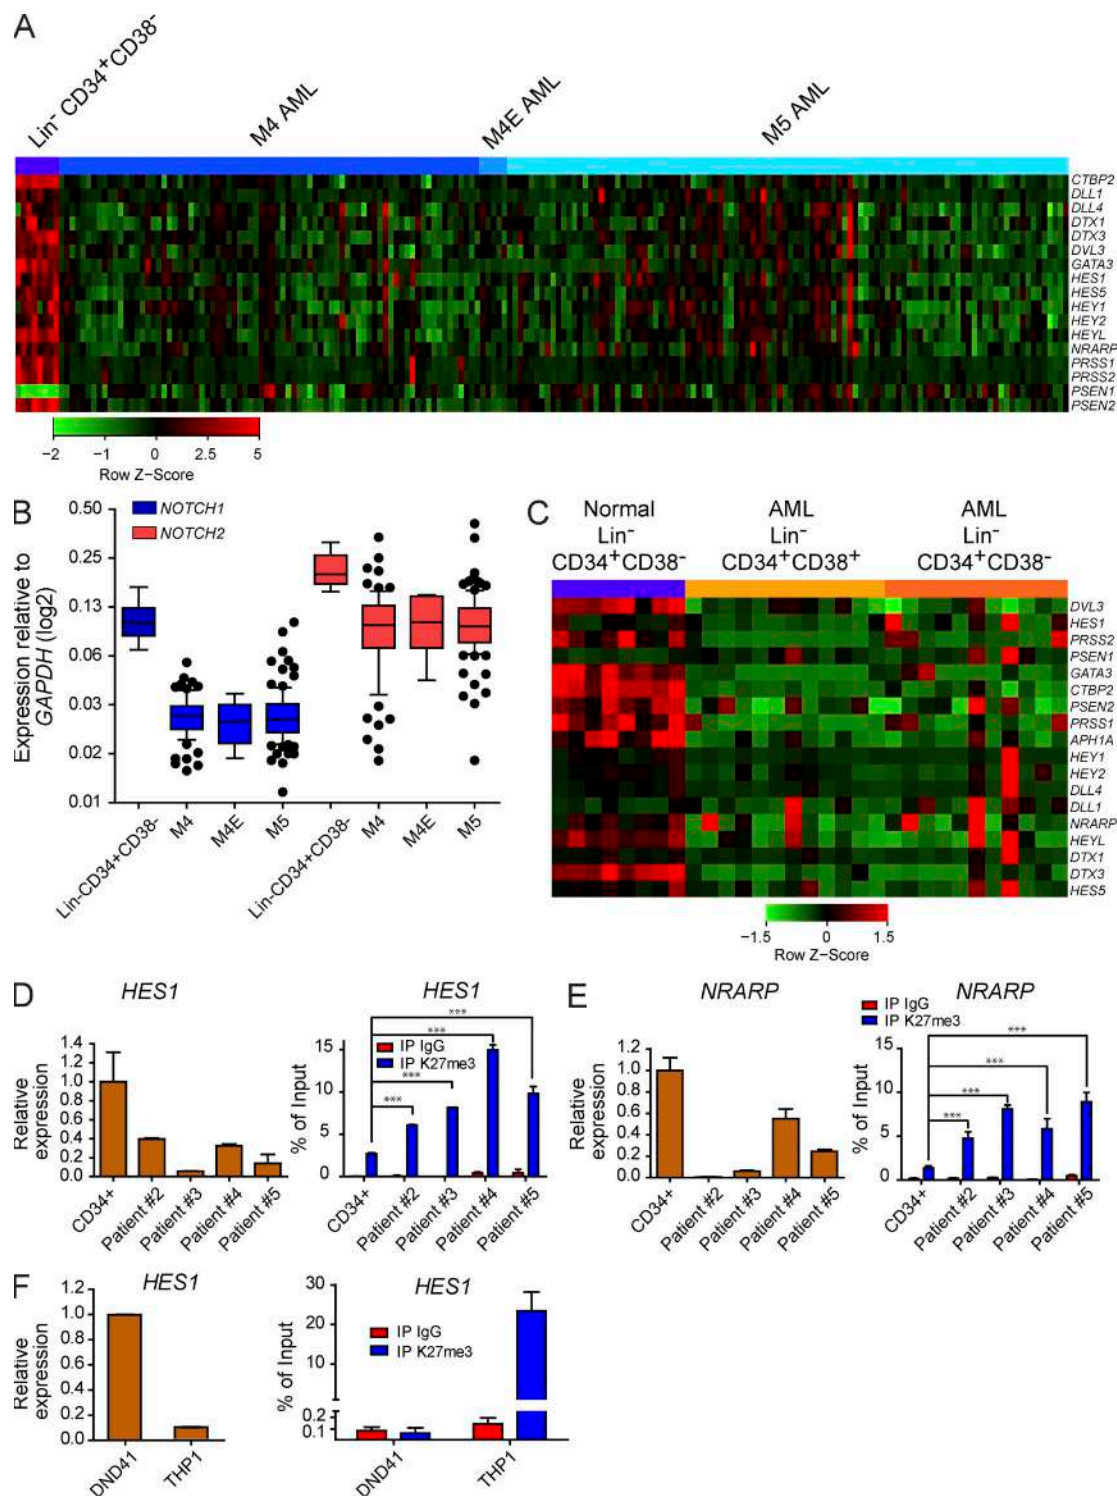 A
Lin⁻ CD34⁺CD38⁻
M4 AML
M4E AML
M5 AML
CTBP2
DLL1
DLL4
DTX1
DTX3
DVL3
GATA3
HES1
HES5
HEY1
HEY2
HEYL
NRARP
PRSS1
PRSS2
PSEN1
PSEN2
−2 −1 0 2.5 5
Row Z−Score
B
NOTCH1
NOTCH2
Expression relative to
GAPDH (log2)
0.50
0.25
0.13
0.06
0.03
0.02
0.01
Lin-CD34+CD38-
M4
M4E
M5
Lin-CD34+CD38-
M4
M4E
M5
C
Normal
Lin⁻
CD34⁺CD38⁻
AML
Lin⁻
CD34⁺CD38⁺
AML
Lin⁻
CD34⁺CD38⁻
DVL3
HES1
PRSS2
PSEN1
GATA3
CTBP2
PSEN2
PRSS1
APH1A
HEY1
HEY2
DLL4
DLL1
NRARP
HEYL
DTX1
DTX3
HES5
−1.5 0 1.5
Row Z−Score
D
HES1
Relative
expression
1.4
1.2
1.0
0.8
0.6
0.4
0.2
0.0
CD34+
Patient #2
Patient #3
Patient #4
Patient #5
HES1
IP IgG
IP K27me3
***
***
***
***
% of Input
15
10
5
0
CD34+
Patient #2
Patient #3
Patient #4
Patient #5
E
NRARP
Relative
expression
1.2
1.0
0.8
0.6
0.4
0.2
0.0
CD34+
Patient #2
Patient #3
Patient #4
Patient #5
IP IgG
IP K27me3
NRARP
***
***
***
***
% of Input
15
10
5
0
CD34+
Patient #2
Patient #3
Patient #4
Patient #5
F
HES1
Relative
expression
1.2
1.0
0.8
0.6
0.4
0.2
0.0
DND41
THP1
HES1
IP IgG
IP K27me3
% of Input
30
20
10
0.2
0.1
DND41
THP1